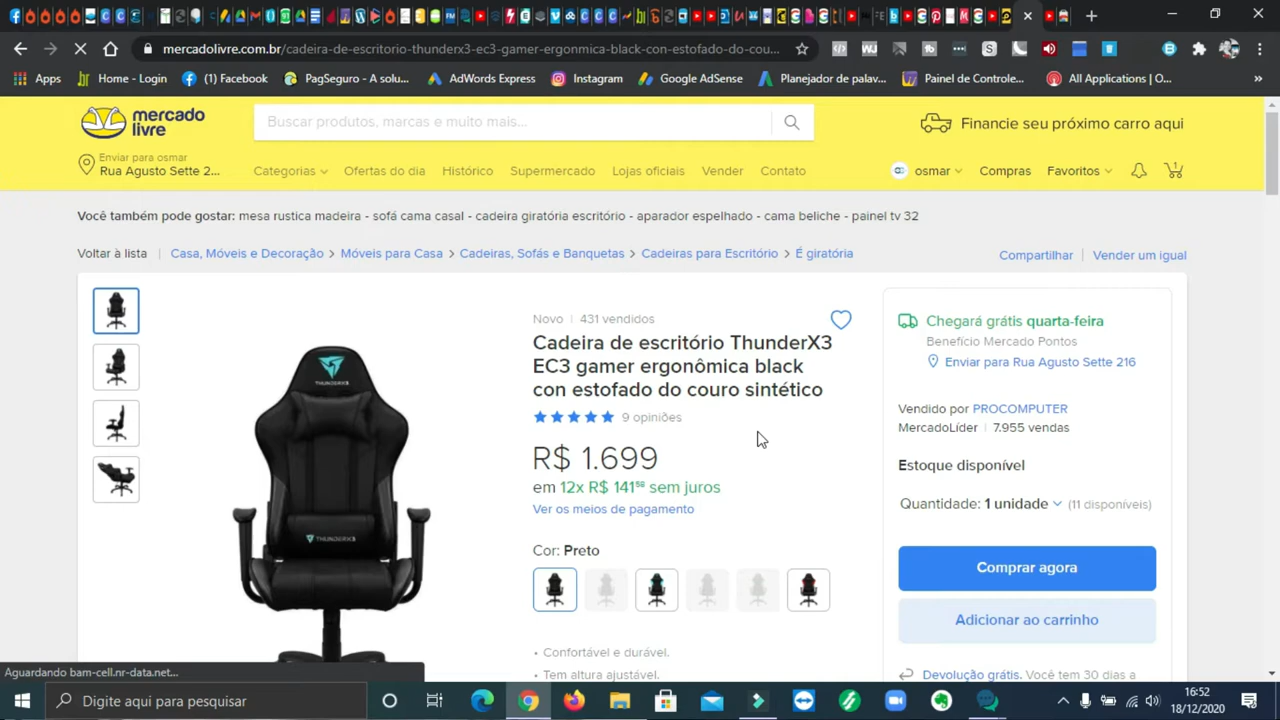 mercadolivre.com.br/cadeira-de-escritorio-thunderx3-ec3-gamer-ergonmica-black-con-estofado-do-cou...
Apps
Home - Login
(1) Facebook
PagSeguro - A solu...
AdWords Express
Instagram
Google AdSense
Planejador de palav...
Painel de Controle...
All Applications | O...
mercado
livre
Buscar produtos, marcas e muito mais...
Financie seu próximo carro aqui
Enviar para osmar
Rua Agusto Sette 2...
Categorias
Ofertas do dia
Histórico
Supermercado
Lojas oficiais
Vender
Contato
osmar
Compras
Favoritos
1
Você também pode gostar: mesa rustica madeira - sofá cama casal - cadeira giratória escritório - aparador espelhado - cama beliche - painel tv 32
Voltar à lista | Casa, Móveis e Decoração > Móveis para Casa > Cadeiras, Sofás e Banquetas > Cadeiras para Escritório > É giratória
Compartilhar | Vender um igual
THUNDERX3
THUNDERX3
Novo | 431 vendidos
Cadeira de escritório ThunderX3
EC3 gamer ergonômica black
con estofado do couro sintético
9 opiniões
R$ 1.699
em 12x R$ 141⁵⁸ sem juros
Ver os meios de pagamento
Cor: Preto
• Confortável e durável.
• Tem altura ajustável.
Chegará grátis quarta-feira
Benefício Mercado Pontos
Enviar para Rua Agusto Sette 216
Vendido por PROCOMPUTER
MercadoLíder | 7.955 vendas
Estoque disponível
Quantidade: 1 unidade (11 disponíveis)
Comprar agora
Adicionar ao carrinho
Devolução grátis. Você tem 30 dias a
Aguardando bam-cell.nr-data.net...
Digite aqui para pesquisar
16:52
18/12/2020